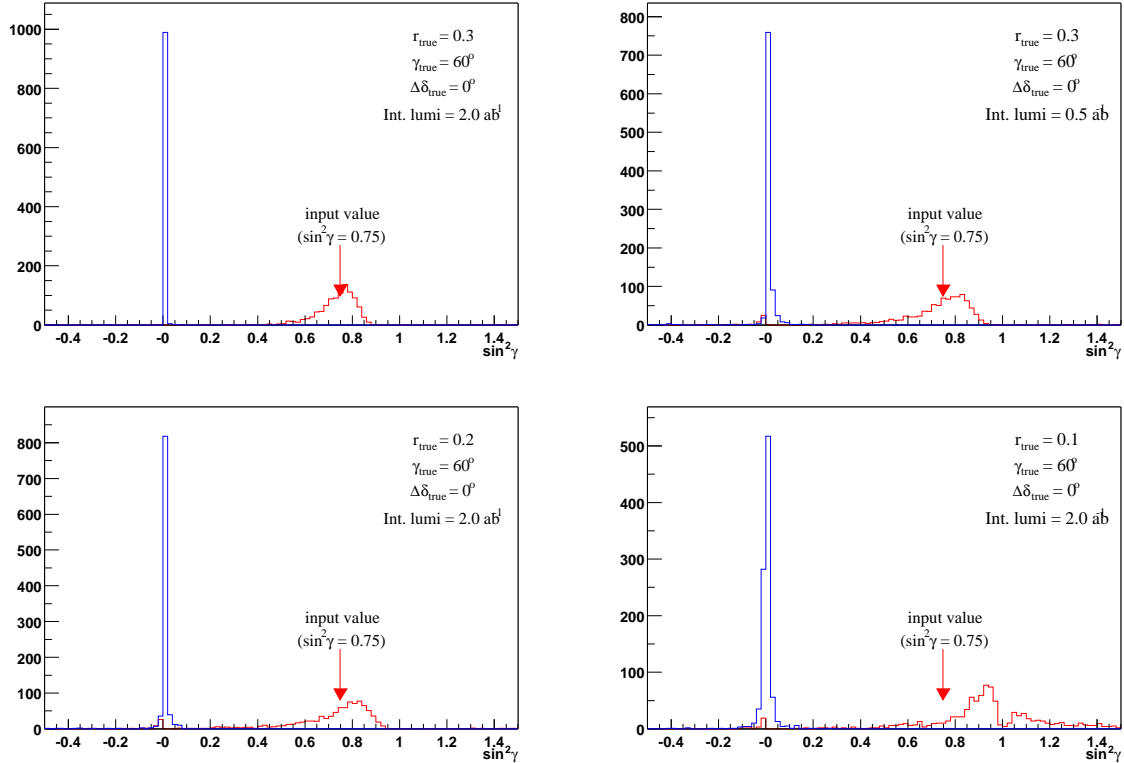 1000
800
600
400
200
0
r_true = 0.3
γ_true = 60°
Δδ_true = 0°
Int. lumi = 2.0 ab⁻¹
input value
(sin²γ = 0.75)
-0.4 -0.2 -0 0.2 0.4 0.6 0.8 1 1.2 1.4
sin²γ
800
700
600
500
400
300
200
100
0
r_true = 0.3
γ_true = 60°
Δδ_true = 0°
Int. lumi = 0.5 ab⁻¹
input value
(sin²γ = 0.75)
-0.4 -0.2 -0 0.2 0.4 0.6 0.8 1 1.2 1.4
sin²γ
800
700
600
500
400
300
200
100
0
r_true = 0.2
γ_true = 60°
Δδ_true = 0°
Int. lumi = 2.0 ab⁻¹
input value
(sin²γ = 0.75)
-0.4 -0.2 -0 0.2 0.4 0.6 0.8 1 1.2 1.4
sin²γ
500
400
300
200
100
0
r_true = 0.1
γ_true = 60°
Δδ_true = 0°
Int. lumi = 2.0 ab⁻¹
input value
(sin²γ = 0.75)
-0.4 -0.2 -0 0.2 0.4 0.6 0.8 1 1.2 1.4
sin²γ